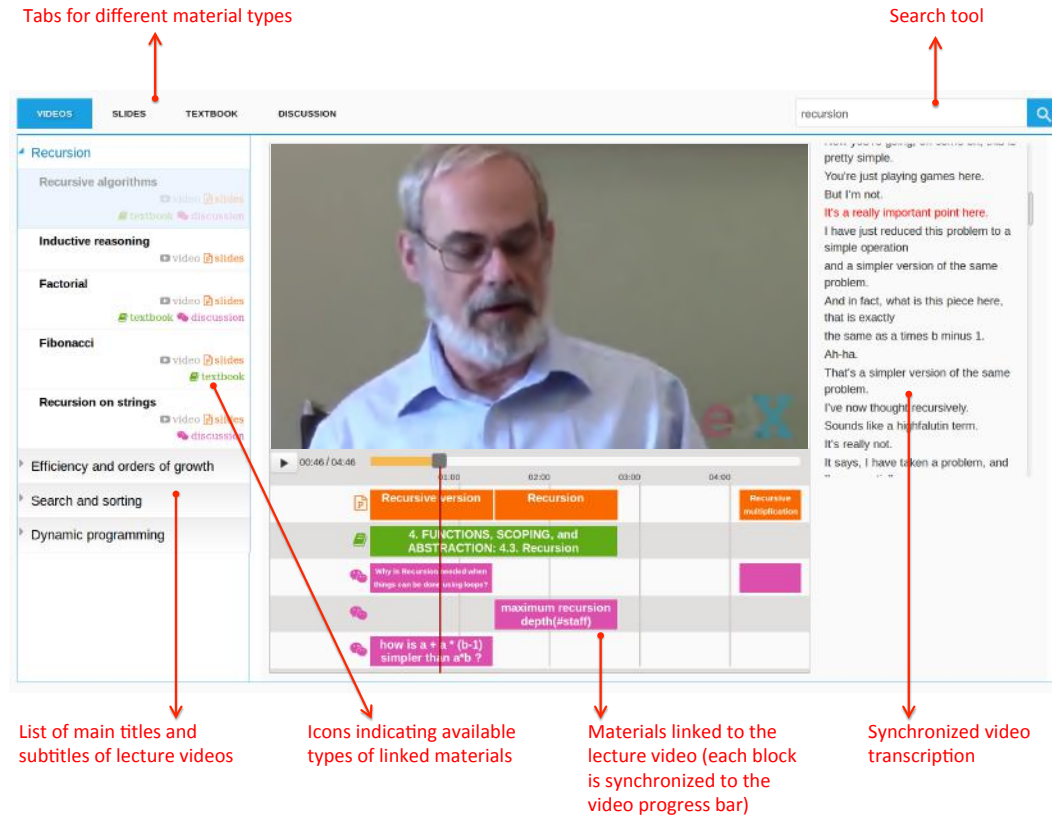 Tabs for different material types
Search tool
VIDEOS SLIDES TEXTBOOK DISCUSSION
recursion
Recursion
Recursive algorithms
video slides
textbook discussion
Inductive reasoning
video slides
Factorial
video slides
textbook discussion
Fibonacci
video slides
textbook
Recursion on strings
video slides
discussion
Efficiency and orders of growth
Search and sorting
Dynamic programming
edX
pretty simple.
You're just playing games here.
But I'm not.
It's a really important point here.
I have just reduced this problem to a
simple operation
and a simpler version of the same
problem.
And in fact, what is this piece here,
that is exactly
the same as a times b minus 1.
Ah-ha.
That's a simpler version of the same
problem.
I've now thought recursively.
Sounds like a highfalutin term.
It's really not.
It says, I have taken a problem, and
00:46 / 04:46
01:00 02:00 03:00 04:00
Recursive version
Recursion
Recursive
multiplication
4. FUNCTIONS, SCOPING, and
ABSTRACTION: 4.3. Recursion
Why is Recursion needed when
things can be done using loops?
maximum recursion
depth(#staff)
how is a + a * (b-1)
simpler than a*b ?
List of main titles and
subtitles of lecture videos
Icons indicating available
types of linked materials
Materials linked to the
lecture video (each block
is synchronized to the
video progress bar)
Synchronized video
transcription